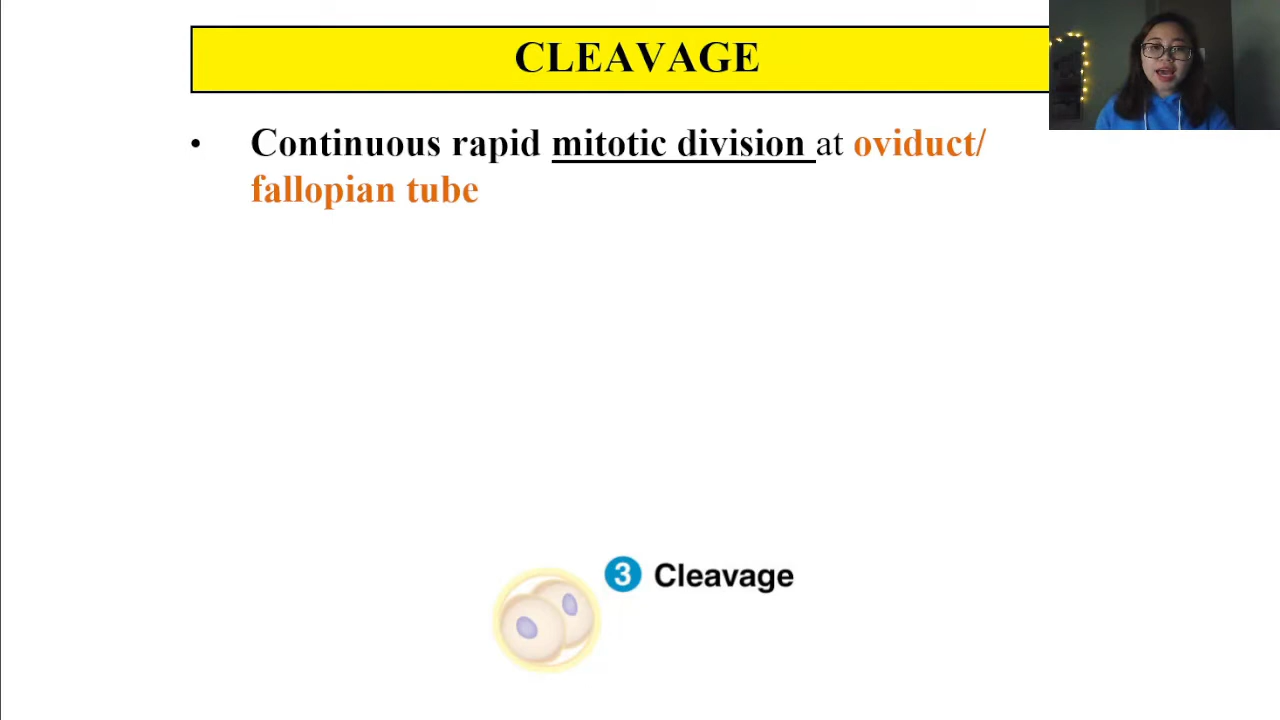 CLEAVAGE
• Continuous rapid mitotic division at oviduct/
fallopian tube
3 Cleavage